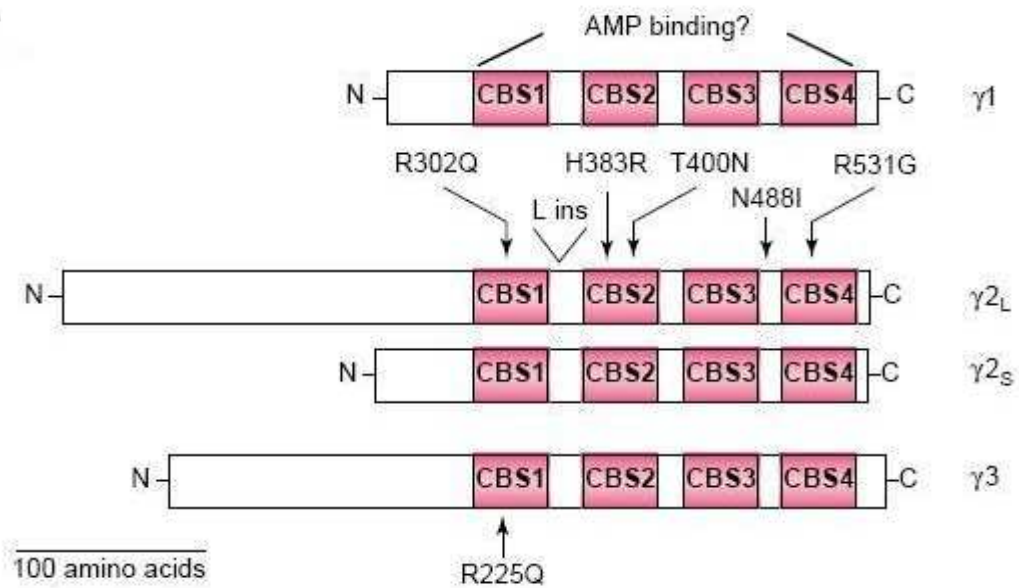 AMP binding?
N CBS1 CBS2 CBS3 CBS4 C γ1
R302Q L ins H383R T400N N488I R531G
N CBS1 CBS2 CBS3 CBS4 C γ2L
N CBS1 CBS2 CBS3 CBS4 C γ2S
N CBS1 CBS2 CBS3 CBS4 C γ3
100 amino acids R225Q